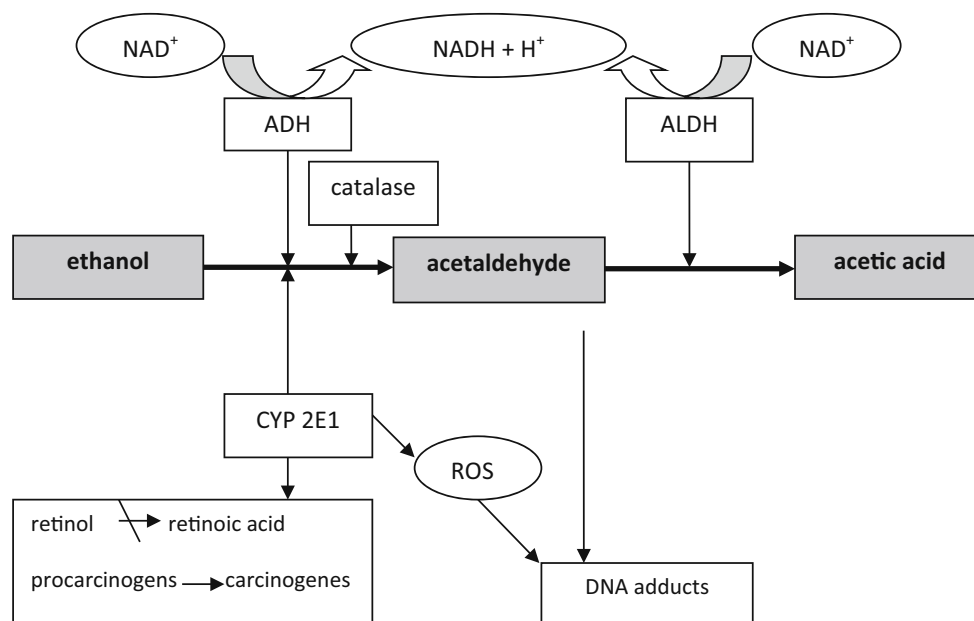 NAD⁺
NADH + H⁺
NAD⁺
ADH
ALDH
catalase
ethanol
acetaldehyde
acetic acid
CYP 2E1
ROS
retinol retinoic acid
procarcinogens carcinogenes
DNA adducts